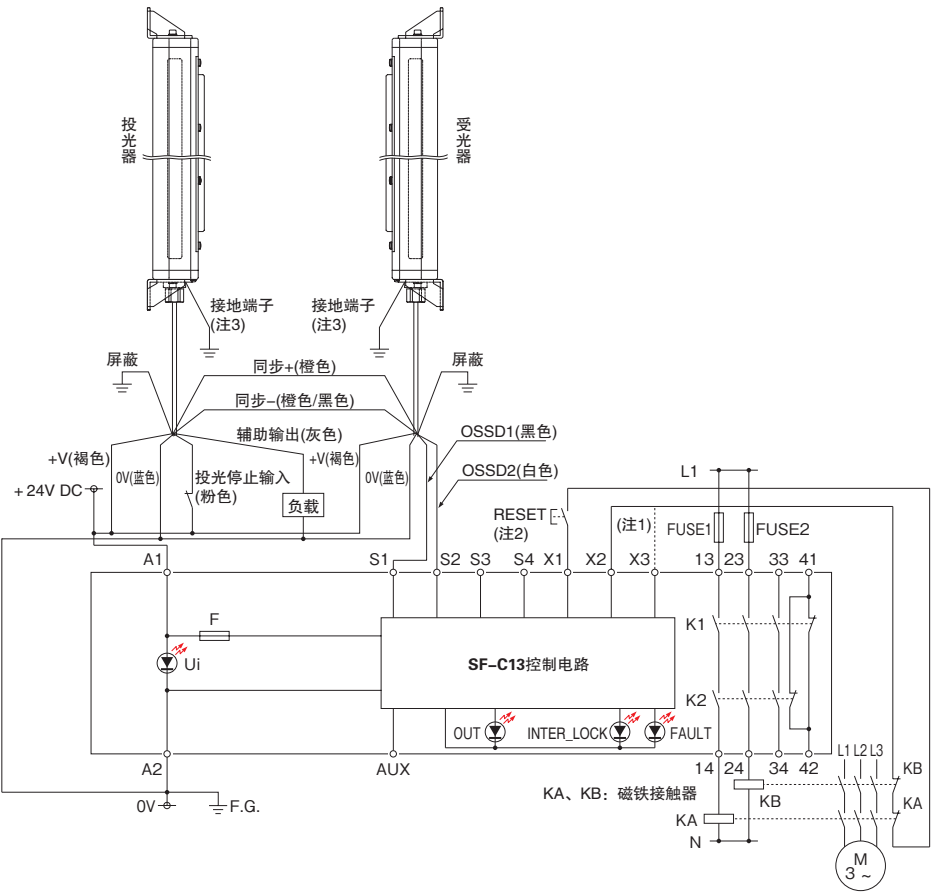 投光器
受光器
接地端子
(注3)
接地端子
(注3)
屏蔽
同步+(橙色)
屏蔽
同步-(橙色/黑色)
辅助输出(灰色)
OSSD1(黑色)
+V(褐色)
0V(蓝色)
投光停止输入
(粉色)
+V(褐色)
0V(蓝色)
OSSD2(白色)
+24V DC
负载
L1
RESET
(注2)
(注1)
FUSE1
FUSE2
A1
S1
S2
S3
S4
X1
X2
X3
13
23
33
41
F
K1
Ui
SF-C13控制电路
K2
OUT
INTER_LOCK
FAULT
A2
AUX
14
24
34
42
L1
L2
L3
KB
0V
F.G.
KA、KB：磁铁接触器
KB
KA
KA
N
M
3 ~